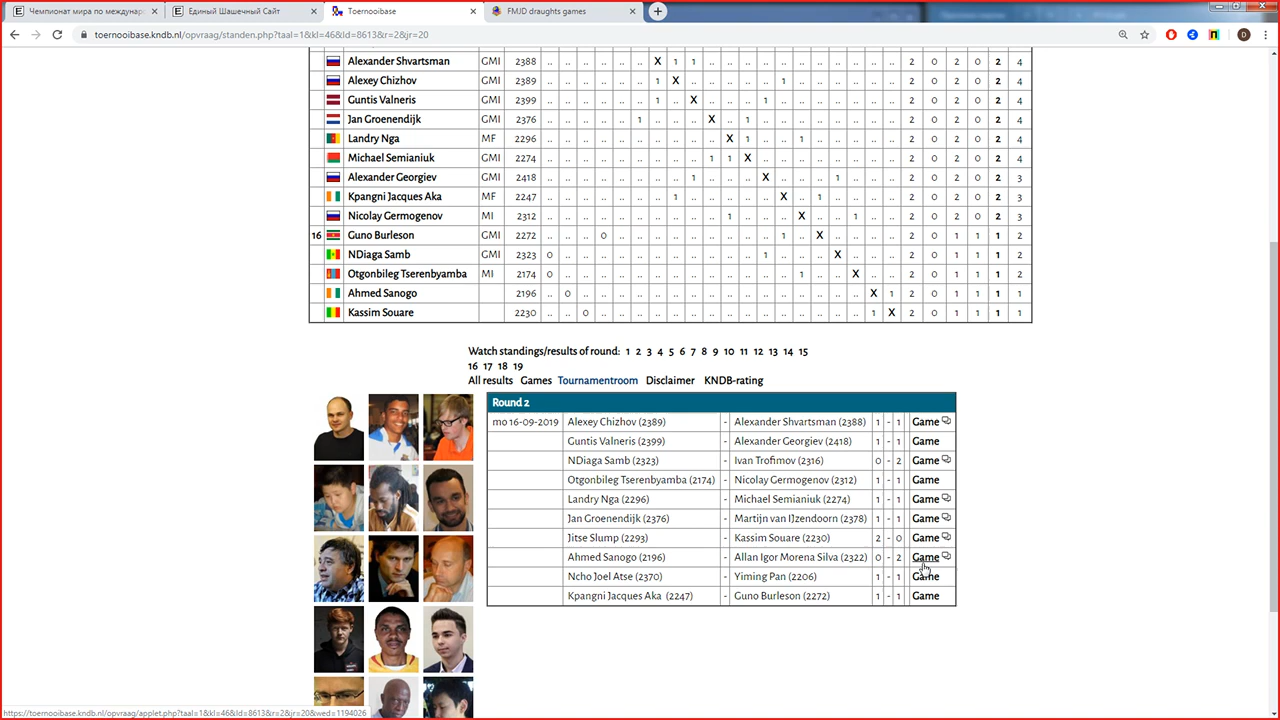 Чемпионат мира по междунар
Единый Шашечный Сайт
Toernooibase
FMJD draughts games
toernooibase.kndb.nl/opvraag/standen.php?taal=1&kl=46&Id=8613&r=2&jr=20
Alexander Shvartsman GMI 2388 .. .. .. .. .. .. X 1 1 .. .. .. .. .. .. .. .. .. .. .. 2 0 2 0 2 4
Alexey Chizhov GMI 2389 .. .. .. .. .. .. 1 X .. .. .. .. .. 1 .. .. .. .. .. .. 2 0 2 0 2 4
Guntis Valneris GMI 2399 .. .. .. .. .. .. 1 .. X .. .. .. 1 .. .. .. .. .. .. .. 2 0 2 0 2 4
Jan Groenendijk GMI 2376 .. .. .. .. .. 1 .. .. .. X .. 1 .. .. .. .. .. .. .. .. 2 0 2 0 2 4
Landry Nga MF 2296 .. .. .. .. .. .. .. .. .. .. X 1 .. .. 1 .. .. .. .. .. 2 0 2 0 2 4
Michael Semianiuk GMI 2274 .. .. .. .. .. .. .. .. .. 1 1 X .. .. .. .. .. .. .. .. 2 0 2 0 2 4
Alexander Georgiev GMI 2418 .. .. .. .. .. .. .. .. 1 .. .. .. X .. .. .. 1 .. .. .. 2 0 2 0 2 3
Kpangni Jacques Aka MF 2247 .. .. .. .. .. .. .. 1 .. .. .. .. .. X .. 1 .. .. .. .. 2 0 2 0 2 3
Nicolay Germogenov MI 2312 .. .. .. .. .. .. .. .. .. .. 1 .. .. .. X .. .. 1 .. .. 2 0 2 0 2 3
16 Guno Burleson GMI 2272 .. .. .. 0 .. .. .. .. .. .. .. .. .. 1 .. X .. .. .. .. 2 0 1 1 1 2
NDiaga Samb GMI 2323 0 .. .. .. .. .. .. .. .. .. .. .. 1 .. .. .. X .. .. .. 2 0 1 1 1 2
Otgonbileg Tserenbyamba MI 2174 0 .. .. .. .. .. .. .. .. .. .. .. .. .. 1 .. .. X .. .. 2 0 1 1 1 2
Ahmed Sanogo 2196 .. 0 .. .. .. .. .. .. .. .. .. .. .. .. .. .. .. .. X 1 2 0 1 1 1 1
Kassim Souare 2230 .. .. 0 .. .. .. .. .. .. .. .. .. .. .. .. .. .. .. 1 X 2 0 1 1 1 1
Watch standings/results of round: 1 2 3 4 5 6 7 8 9 10 11 12 13 14 15
16 17 18 19
All results Games Tournamentroom Disclaimer KNDB-rating
Round 2
mo 16-09-2019 Alexey Chizhov (2389) - Alexander Shvartsman (2388) 1 - 1 Game
Guntis Valneris (2399) - Alexander Georgiev (2418) 1 - 1 Game
NDiaga Samb (2323) - Ivan Trofimov (2316) 0 - 2 Game
Otgonbileg Tserenbyamba (2174) - Nicolay Germogenov (2312) 1 - 1 Game
Landry Nga (2296) - Michael Semianiuk (2274) 1 - 1 Game
Jan Groenendijk (2376) - Martijn van IJzendoorn (2378) 1 - 1 Game
Jitse Slump (2293) - Kassim Souare (2230) 2 - 0 Game
Ahmed Sanogo (2196) - Allan Igor Morena Silva (2322) 0 - 2 Game
Ncho Joel Atse (2370) - Yiming Pan (2206) 1 - 1 Game
Kpangni Jacques Aka (2247) - Guno Burleson (2272) 1 - 1 Game
https://toernooibase.kndb.nl/opvraag/applet.php?taal=1&kl=46&Id=8613&r=2&jr=20&wed=1194026